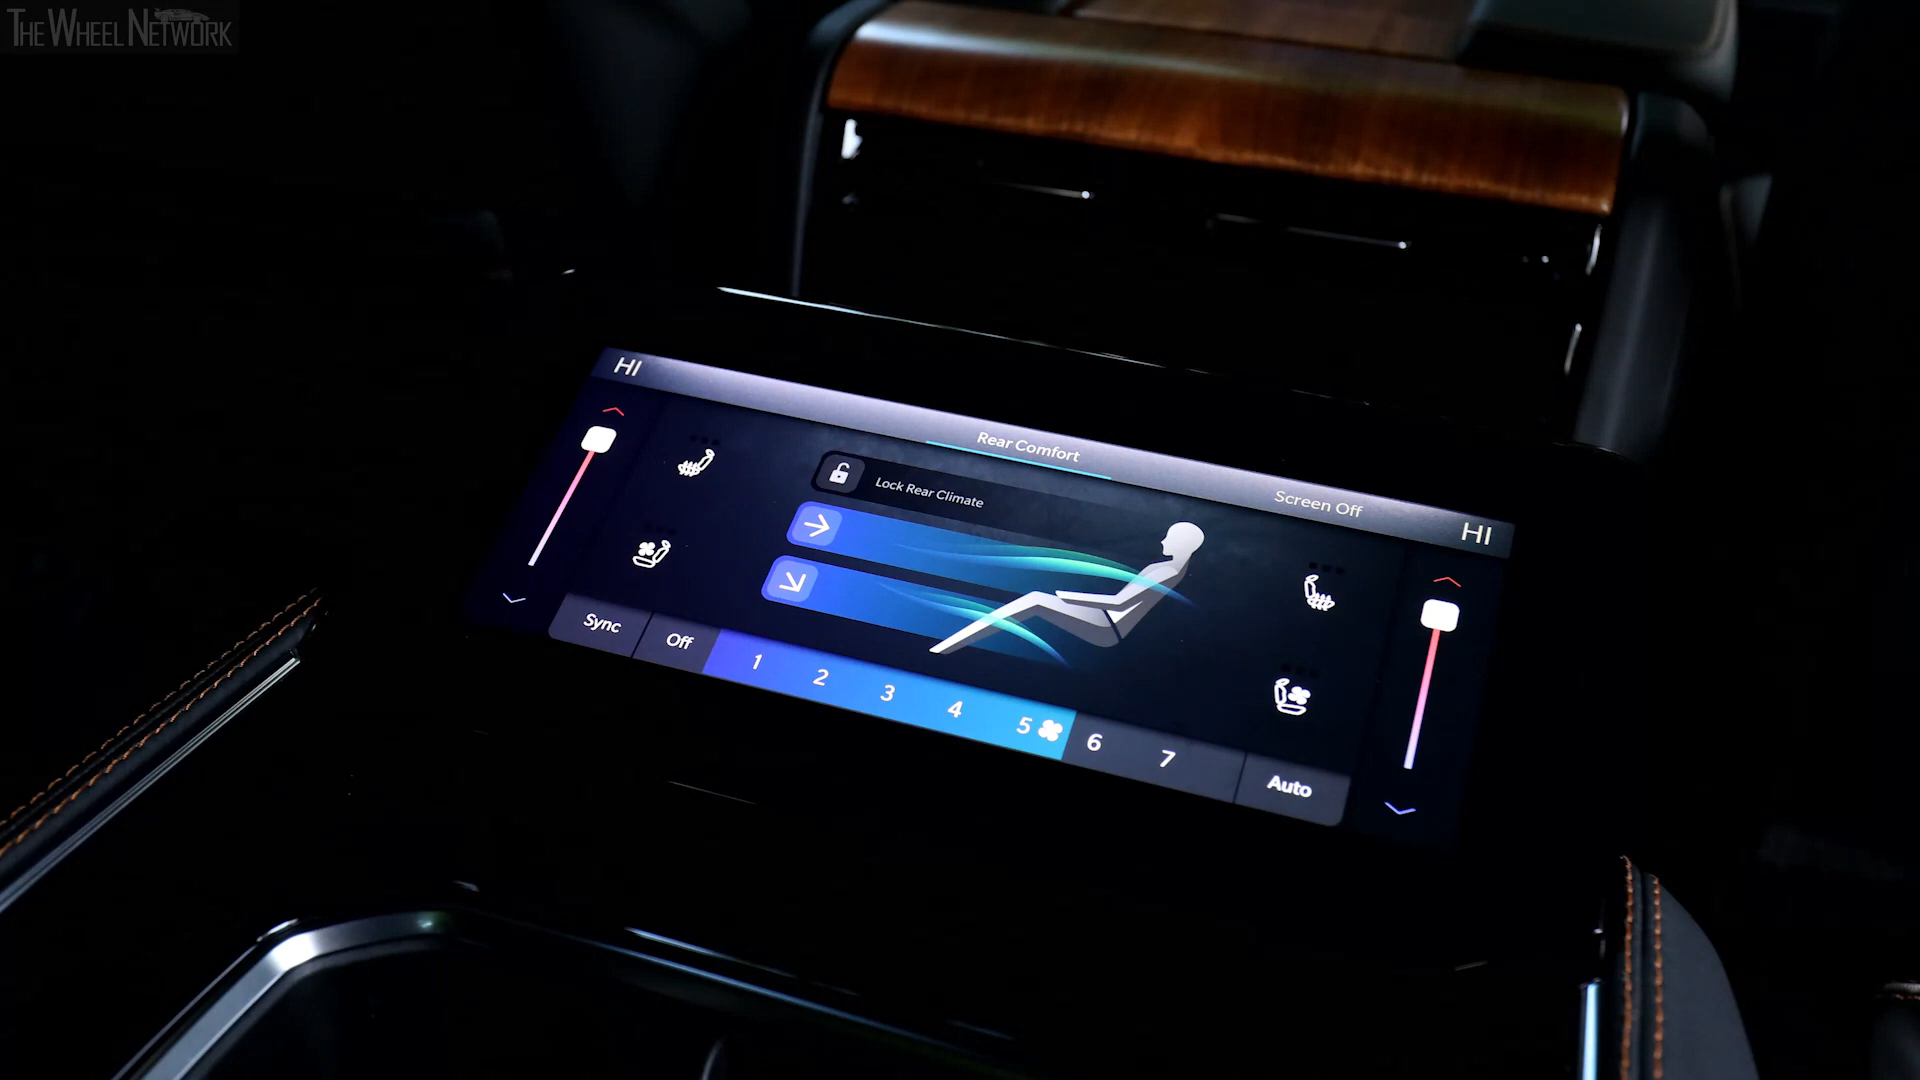 THE WHEEL NETWORK
HI
Rear Comfort
Screen Off
HI
Lock Rear Climate
Sync
Off
1
2
3
4
5
6
7
Auto